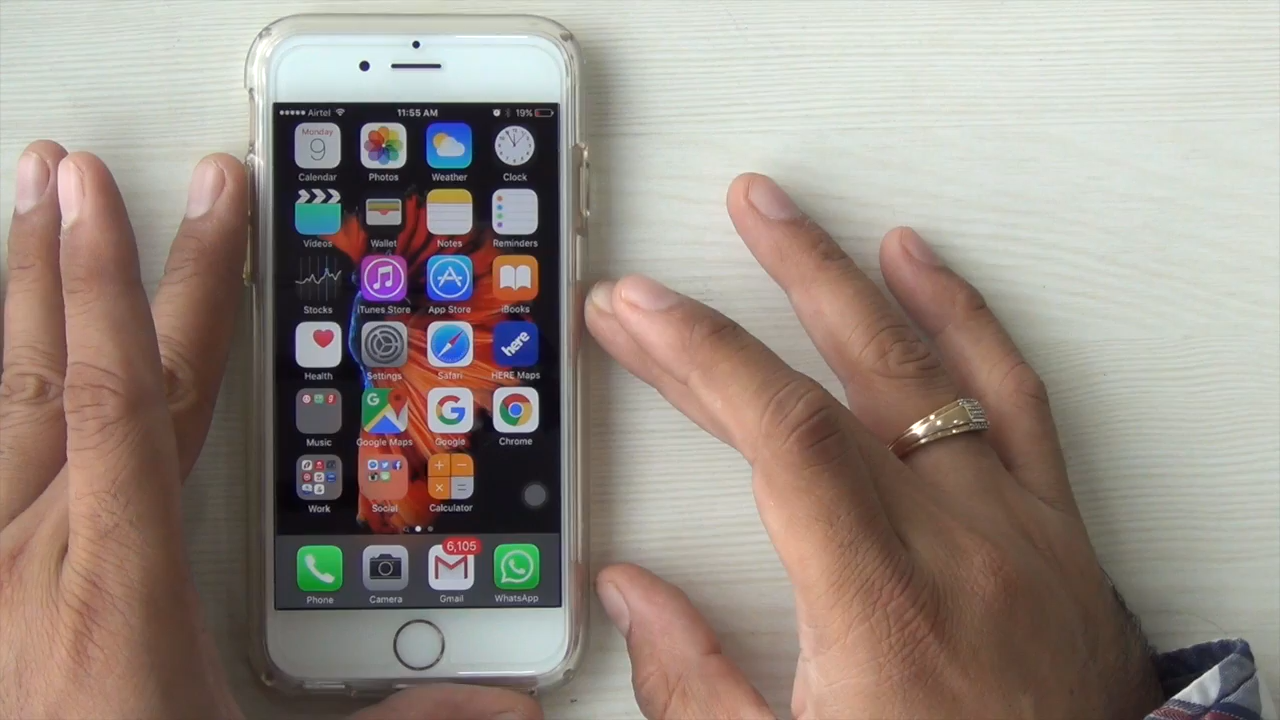 Airtel 11:55 AM 19%
Monday
9
Calendar Photos Weather Clock
Videos Wallet Notes Reminders
Stocks iTunes Store App Store iBooks
here
Health Settings Safari HERE Maps
G
Music Google Maps Google Chrome
Work Social Calculator
6,105
Phone Camera Gmail WhatsApp